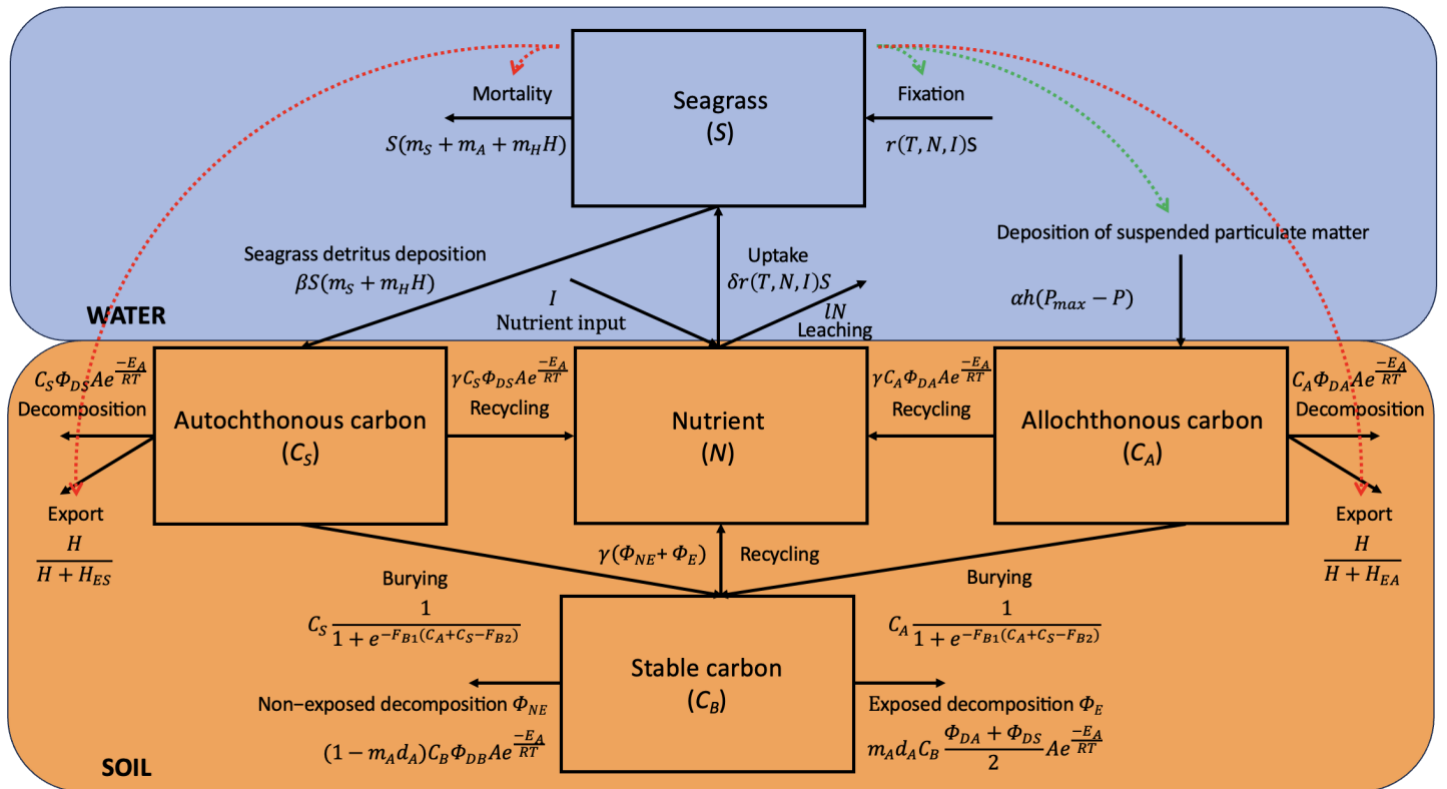 Seagrass
(S)
Mortality
S(m_S + m_A + m_H H)
Fixation
r(T, N, I)S
Deposition of suspended particulate matter
αh(P_max − P)
Seagrass detritus deposition
βS(m_S + m_H H)
Uptake
δr(T, N, I)S
I
Nutrient input
lN
Leaching
WATER
C_S Φ_DS Ae^(−E_A/RT)
Decomposition
Autochthonous carbon
(C_S)
γC_S Φ_DS Ae^(−E_A/RT)
Recycling
Nutrient
(N)
γC_A Φ_DA Ae^(−E_A/RT)
Recycling
Allochthonous carbon
(C_A)
C_A Φ_DA Ae^(−E_A/RT)
Decomposition
Export
H/(H + H_ES)
Export
H/(H + H_EA)
γ(Φ_NE + Φ_E)
Recycling
Burying
C_S 1/(1 + e^(−F_B1(C_A+C_S−F_B2)))
Burying
C_A 1/(1 + e^(−F_B1(C_A+C_S−F_B2)))
Stable carbon
(C_B)
Non−exposed decomposition Φ_NE
(1 − m_A d_A)C_B Φ_DB Ae^(−E_A/RT)
Exposed decomposition Φ_E
m_A d_A C_B (Φ_DA + Φ_DS)/2 Ae^(−E_A/RT)
SOIL